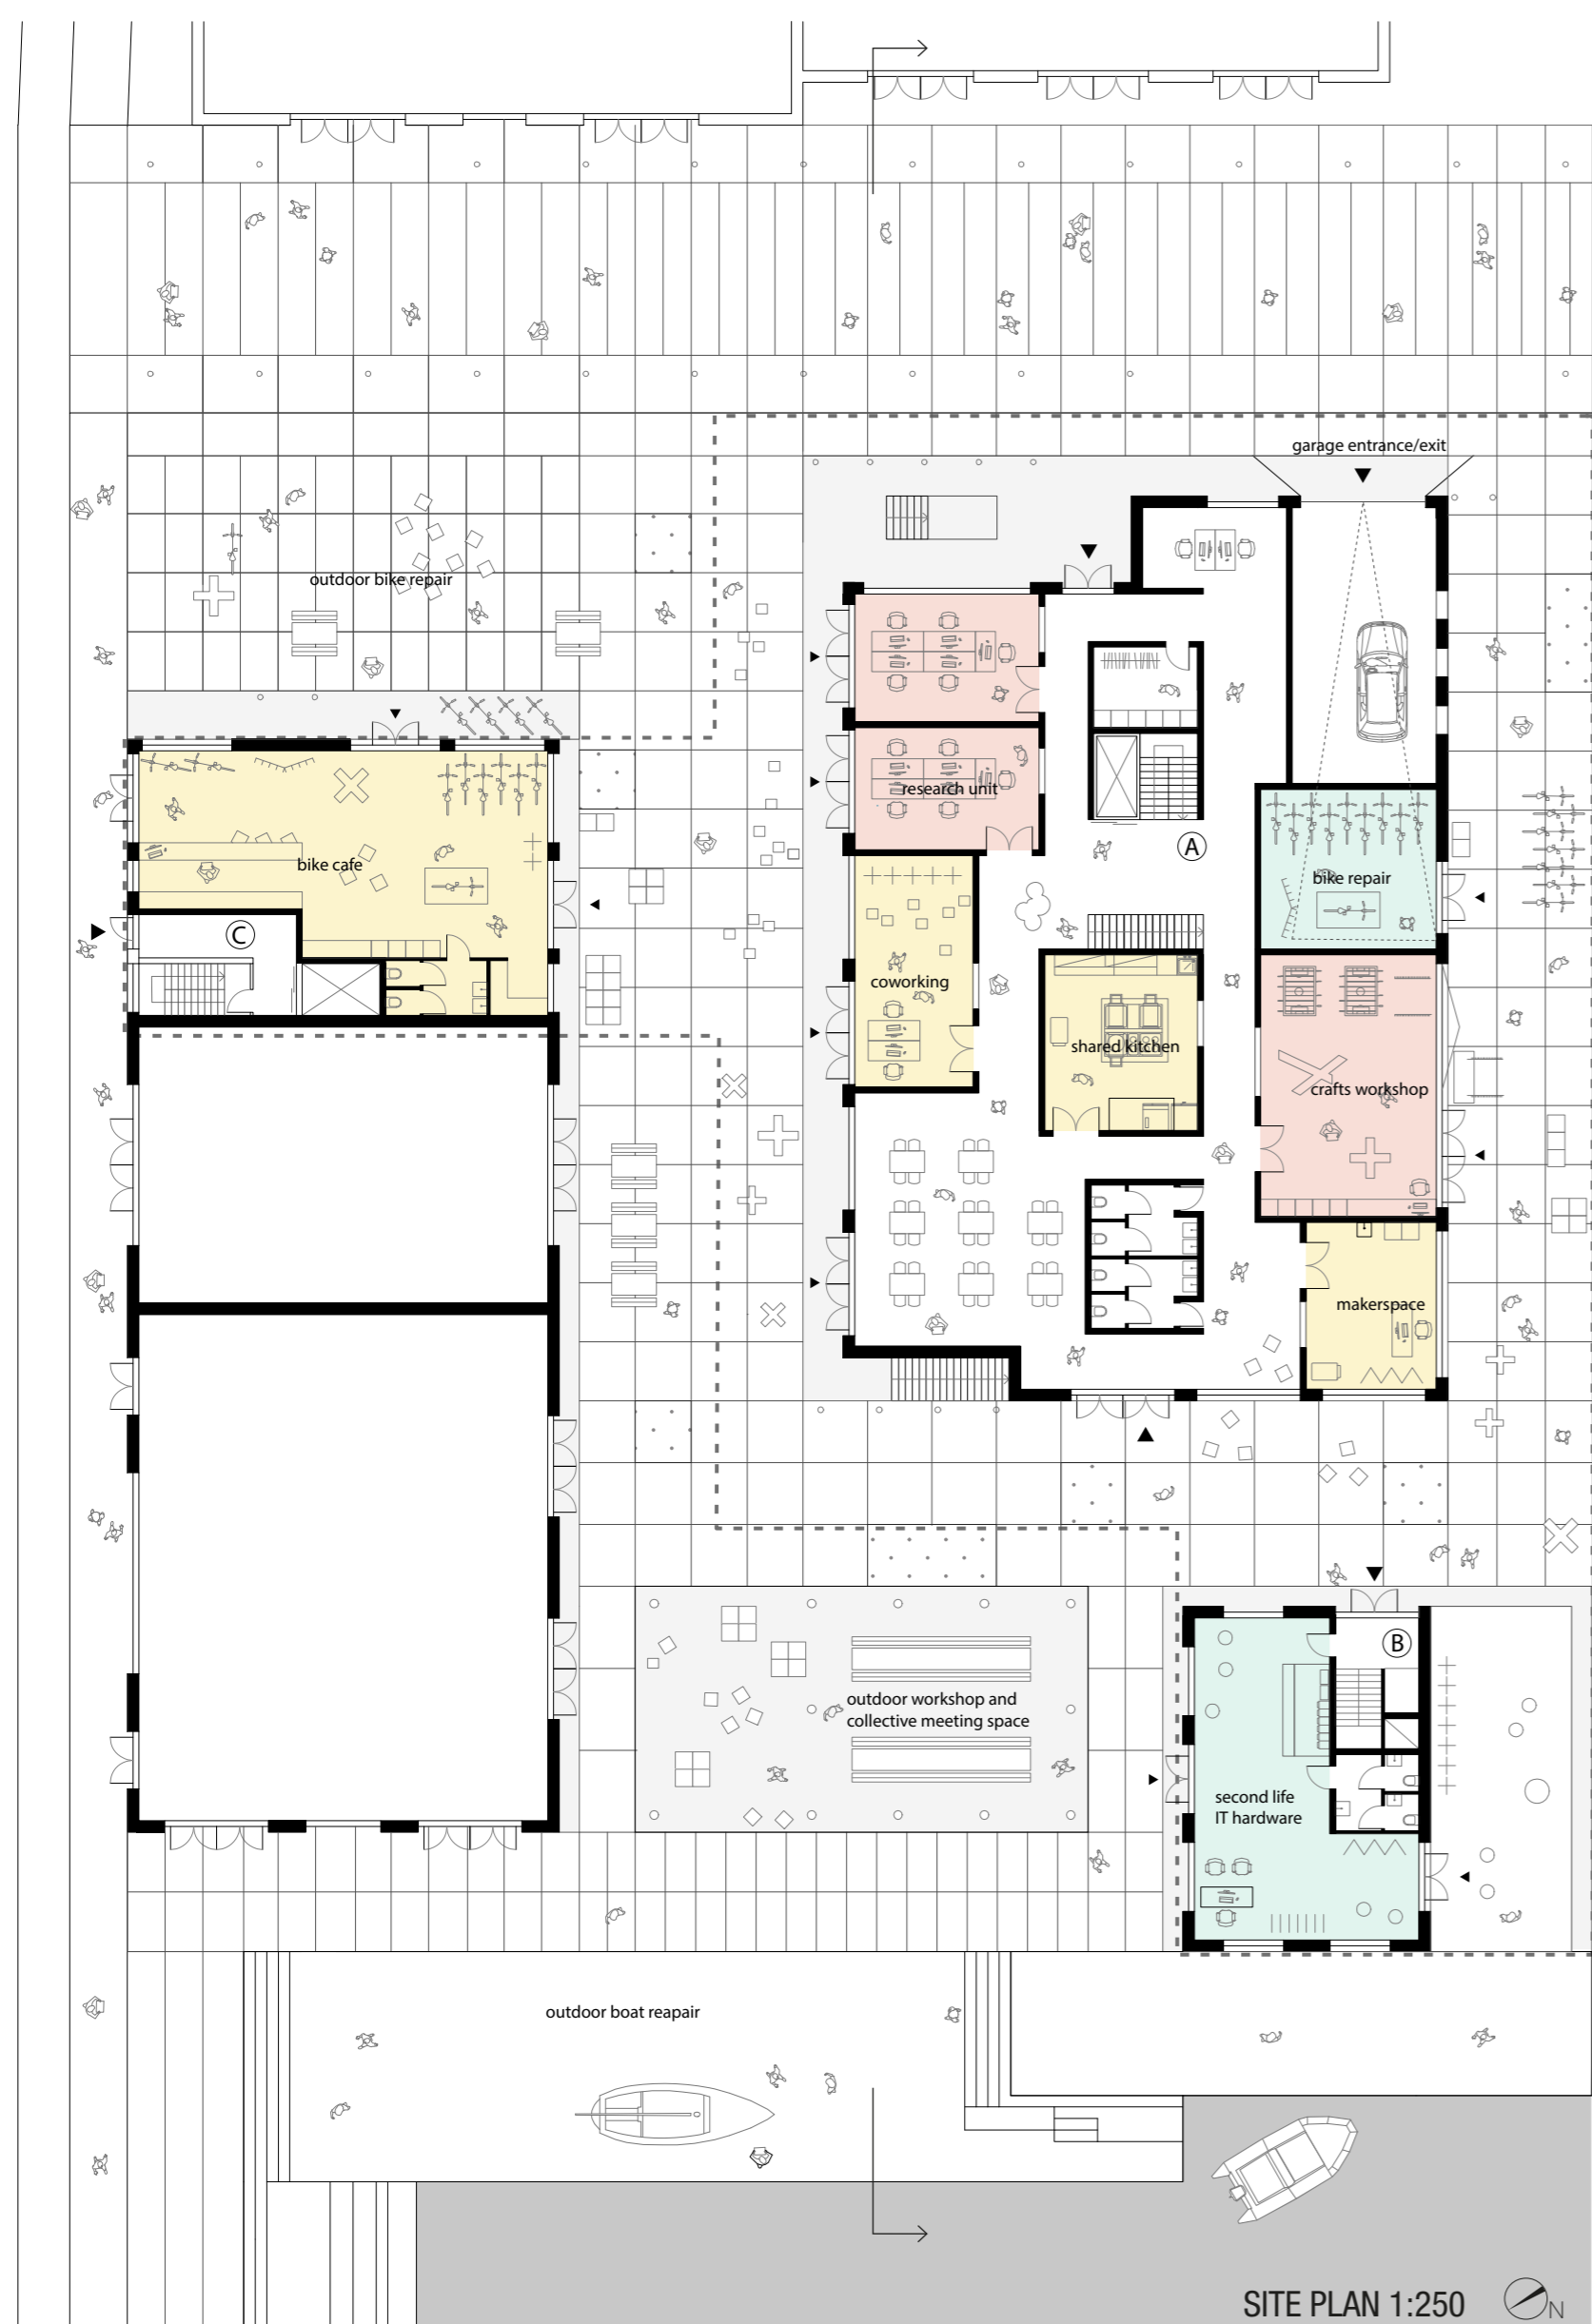 garage entrance/exit
outdoor bike repair
research unit
A
bike cafe
bike repair
C
coworking
shared kitchen
crafts workshop
makerspace
B
outdoor workshop and
collective meeting space
second life
IT hardware
outdoor boat reapair
SITE PLAN 1:250
N